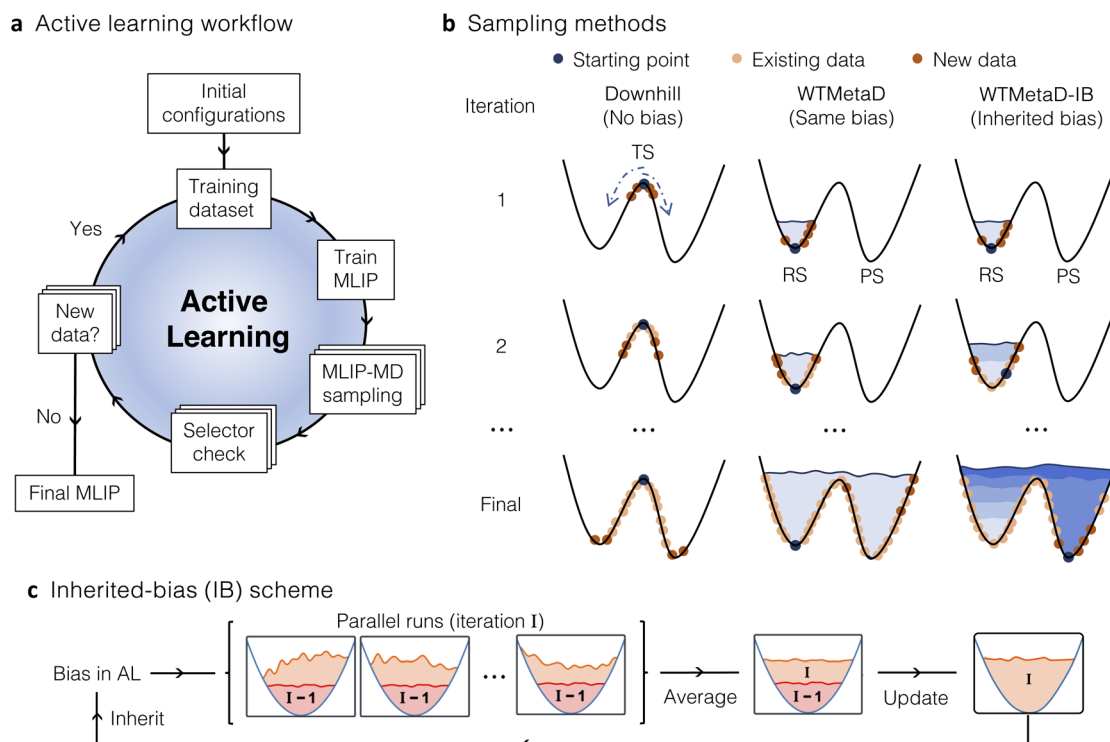 a Active learning workflow
Initial
configurations
Training
dataset
Yes
Train
MLIP
New
data?
Active
Learning
MLIP-MD
sampling
No
Selector
check
Final MLIP
b Sampling methods
Starting point
Existing data
New data
Iteration
Downhill
(No bias)
WTMetaD
(Same bias)
WTMetaD-IB
(Inherited bias)
TS
1
RS
PS
RS
PS
2
...
...
...
...
Final
c Inherited-bias (IB) scheme
Parallel runs (iteration I)
Bias in AL
I - 1
I - 1
...
I - 1
Average
I
I - 1
Update
I
Inherit